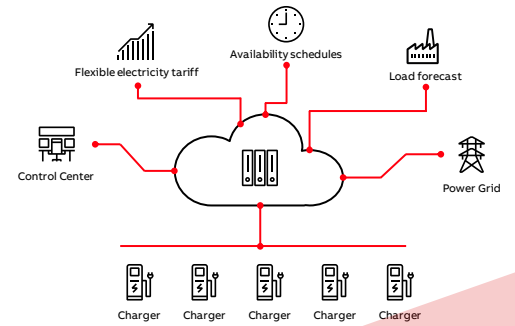 Availability schedules
Flexible electricity tariff
Load forecast
Control Center
Power Grid
Charger
Charger
Charger
Charger
Charger